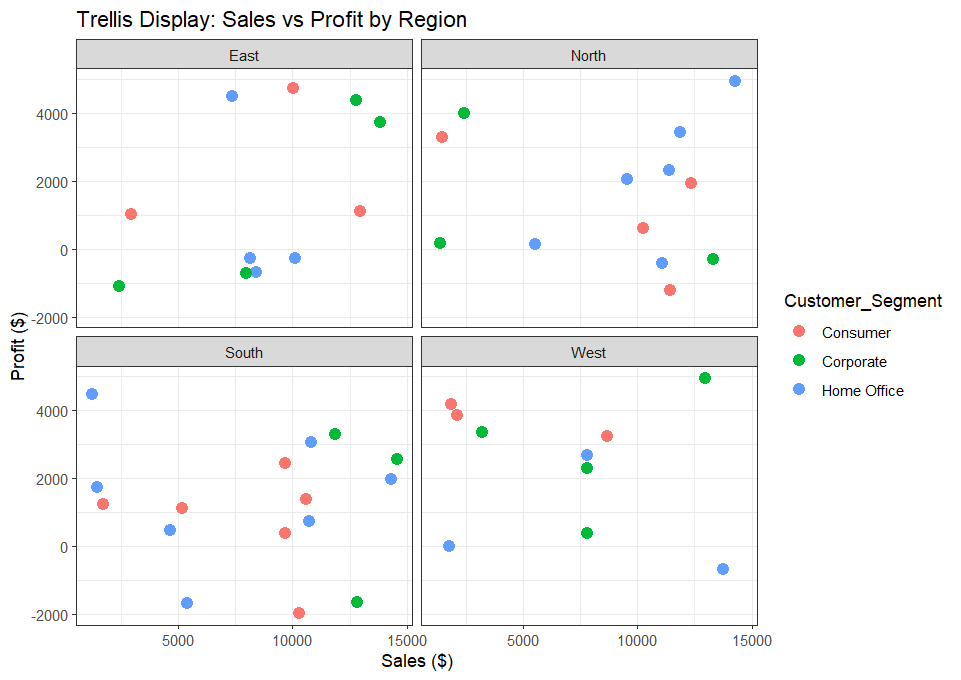 Trellis Display: Sales vs Profit by Region
East
North
4000
2000
0
-2000
South
West
4000
2000
0
-2000
5000
10000
15000
5000
10000
15000
Sales ($)
Profit ($)
Customer_Segment
Consumer
Corporate
Home Office